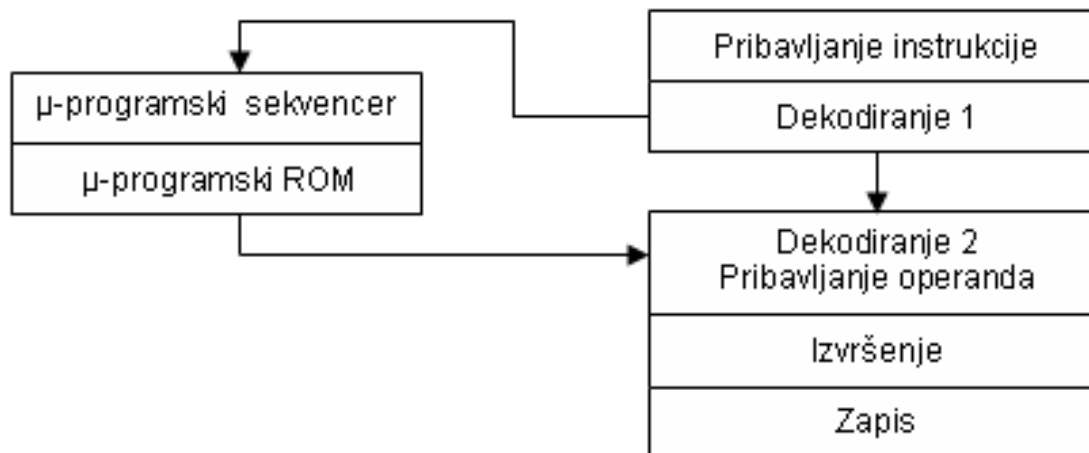 Pribavljanje instrukcije
Dekodiranje 1
µ-programski sekvencer
µ-programski ROM
Dekodiranje 2
Pribavljanje operanda
Izvršenje
Zapis